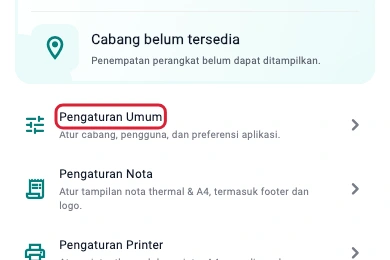 Cabang belum tersedia
Penempatan perangkat belum dapat ditampilkan.
Pengaturan Umum
Atur cabang, pengguna, dan preferensi aplikasi.
Pengaturan Nota
Atur tampilan nota thermal & A4, termasuk footer dan
logo.
Pengaturan Printer